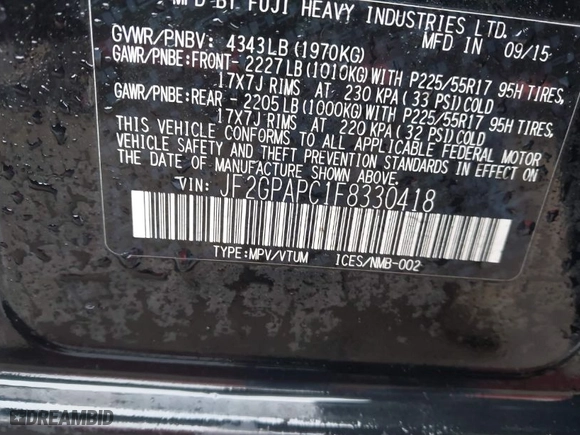 MFD BY FUJI HEAVY INDUSTRIES LTD.
GVWR/PNBV: 4343LB(1970KG) MFD IN 09/15
GAWR/PNBE:FRONT- 2227LB(1010KG)WITH P225/55R17 95H TIRES,
17X7J RIMS AT 230 KPA(33 PSI)COLD
GAWR/PNBE:REAR - 2205LB(1000KG)WITH P225/55R17 95H TIRES,
17X7J RIMS AT 220 KPA(32 PSI)COLD
THIS VEHICLE CONFORMS TO ALL APPLICABLE FEDERAL MOTOR
VEHICLE SAFETY AND THEFT PREVENTION STANDARDS IN EFFECT ON
THE DATE OF MANUFACTURE SHOWN ABOVE.
VIN: JF2GPAPC1F8330418
TYPE:MPV/VTUM ICES/NMB-002
DREAMBID